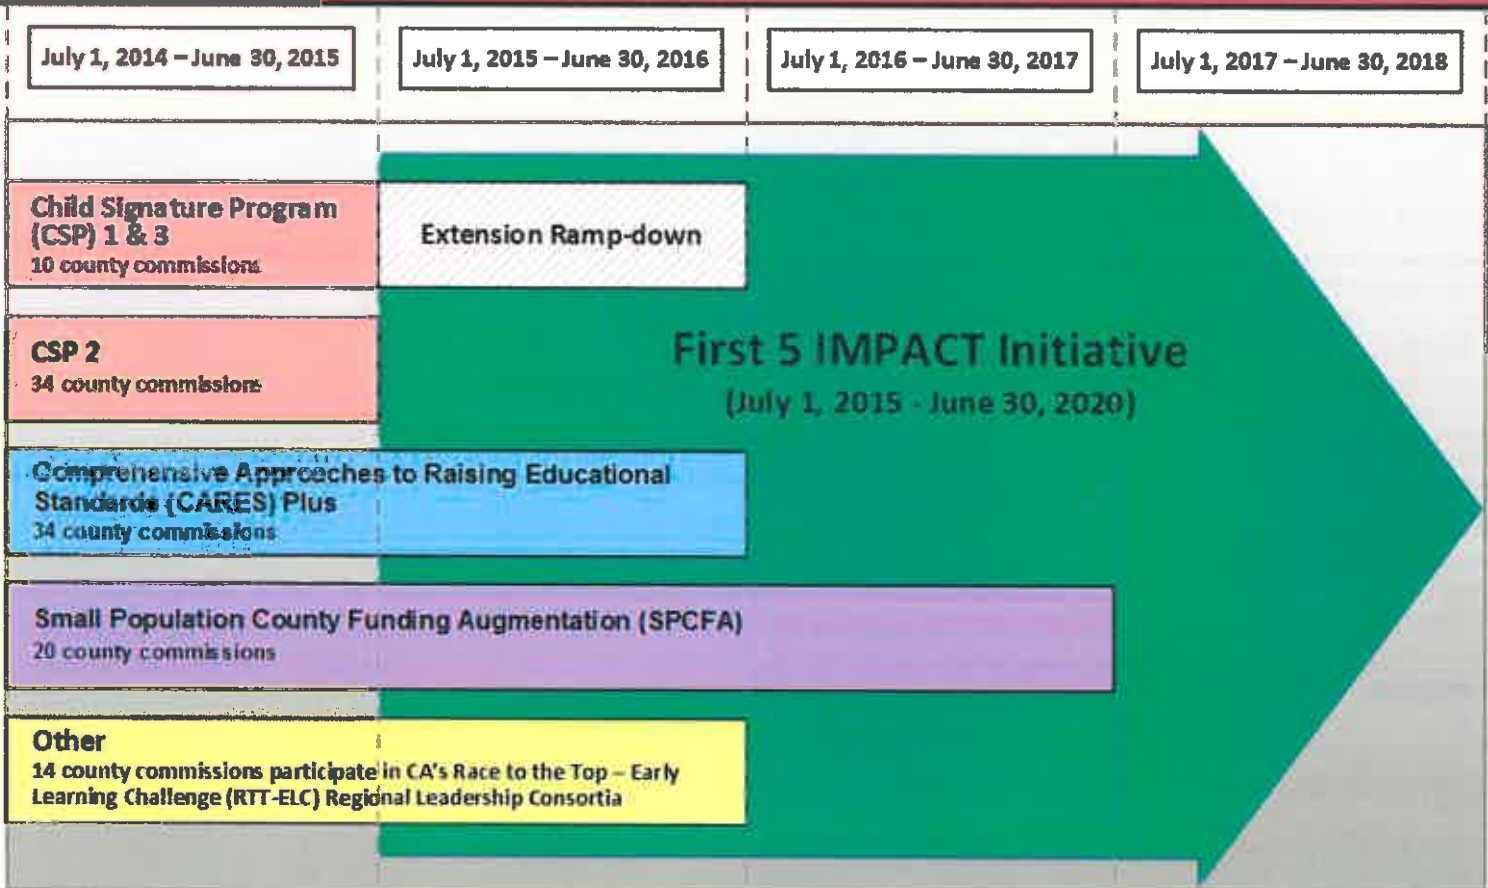 July 1, 2014 – June 30, 2015
July 1, 2015 – June 30, 2016
July 1, 2016 – June 30, 2017
July 1, 2017 – June 30, 2018
Child Signature Program
(CSP) 1 & 3
10 county commissions
Extension Ramp-down
CSP 2
34 county commissions
First 5 IMPACT Initiative
(July 1, 2015 - June 30, 2020)
Comprehensive Approaches to Raising Educational
Standards (CARES) Plus
34 county commissions
Small Population County Funding Augmentation (SPCFA)
20 county commissions
Other
14 county commissions participate in CA's Race to the Top – Early
Learning Challenge (RTT-ELC) Regional Leadership Consortia